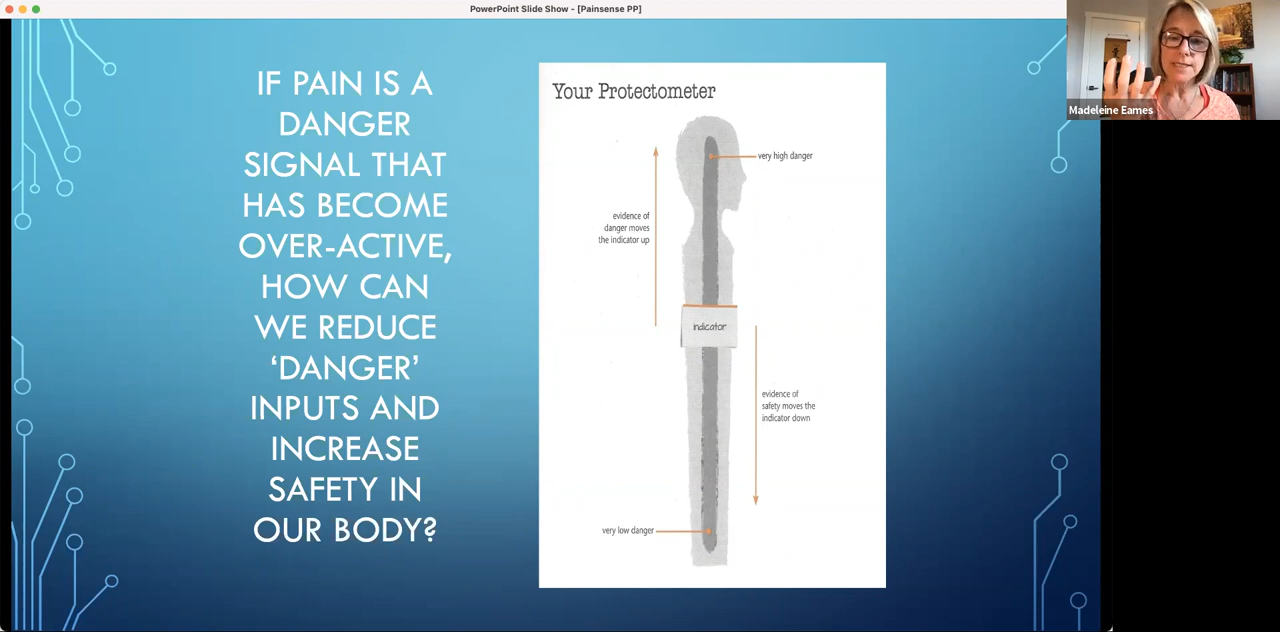 PowerPoint Slide Show - [Painsense PP]
Madeleine Eames
IF PAIN IS A
DANGER
SIGNAL THAT
HAS BECOME
OVER-ACTIVE,
HOW CAN
WE REDUCE
‘DANGER’
INPUTS AND
INCREASE
SAFETY IN
OUR BODY?
Your Protectometer
very high danger
evidence of
danger moves
the indicator up
indicator
evidence of
safety moves the
indicator down
very low danger